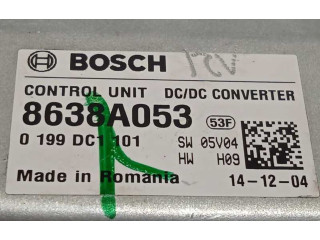 BOSCH
CONTROL UNIT DC/DC CONVERTER
8638A053 53F
0 199 DC1 101 SW 05V04
HW H09
Made in Romania 14-12-04